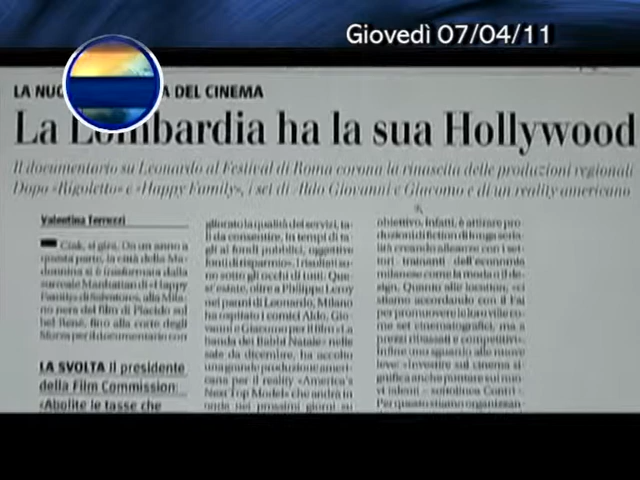 Giovedì 07/04/11
LA DEL CINEMA
La Lombardia ha la sua Hollywood
Il documentario su Leonardo al Festival di Roma corona la rinascita delle produzioni regionali
Dopo «Rigoletto» e «Happy Family», i set di Aldo Giovanni e Giacomo e di un reality americano
Valentina
Ciak, si gira. Da un anno a
questa parte, la città della Ma-
donnina si è trasformata dalla
surreale Manhattan di «Happy
Family» di Salvatores, alla Mila-
no nera del film di Placido sul
bel René, fino alla corte degli
Sforza per il documentario con
LA SVOLTA Il presidente
della Film Commission:
«Abolite le tasse che
gliorato la qualità dei servizi, ta-
li da consentire, in tempi di ta-
gli ai fondi pubblici, oggettivo
risparmio». I risultati so-
no sotto gli occhi di tutti. Que-
st'estate, oltre a Philippe Leroy
nei panni di Leonardo, Milano
ha ospitato i comici Aldo, Gio-
vanni e Giacomo per il film «La
banda dei Babbi Natale» nelle
sale da dicembre, ha accolto
una grande produzione ameri-
cana per il reality «America's
Next Top Model» che andrà in
onda nei prossimi giorni su
obiettivo, infatti, è attirare pro-
duzioni di fiction di lunga seria-
lità creando alleanze con i set-
tori trainanti dell'economia
milanese come la moda o il de-
sign. Quanto alle location, «ci
stiamo accordando con il Fai
per promuovere le loro ville co-
me set cinematografici, ma a
prezzi ribassati e competitivi».
Infine uno sguardo alle nuove
leve: «Investire sul cinema si-
gnifica anche puntare sui nuo-
vi talenti - sottolinea Contri -.
Per questo stiamo organizzan-